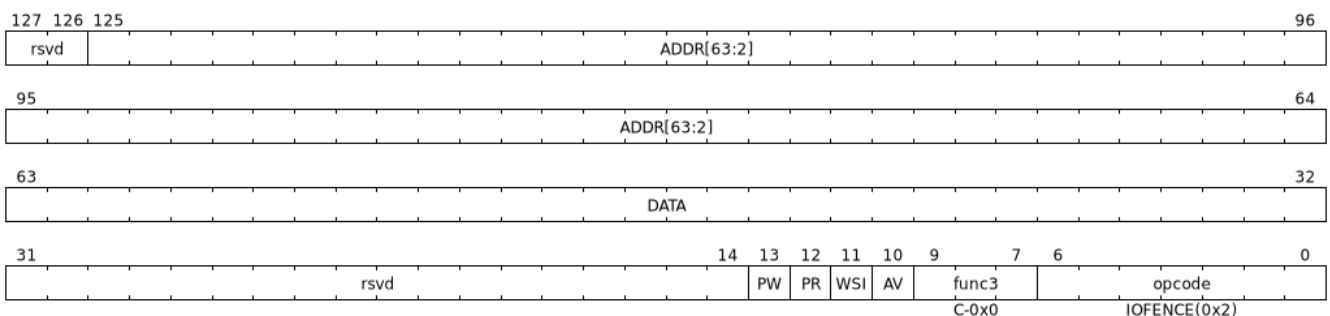 127 126 125 96
rsvd ADDR[63:2]
95 64
ADDR[63:2]
63 32
DATA
31 14 13 12 11 10 9 7 6 0
rsvd PW PR WSI AV func3 opcode
C-0x0 IOFENCE(0x2)